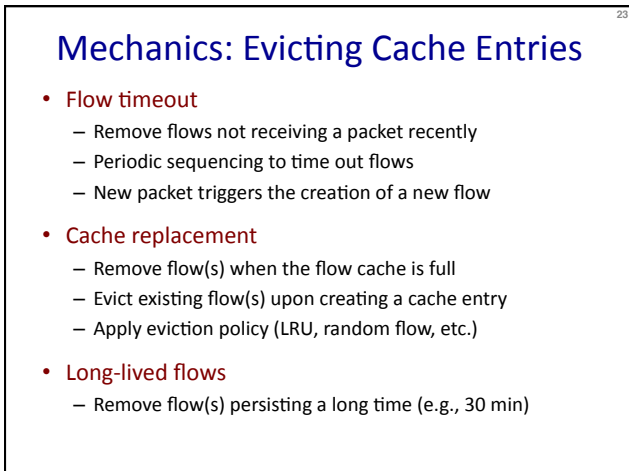 23
Mechanics: Evicting Cache Entries
• Flow timeout
– Remove flows not receiving a packet recently
– Periodic sequencing to time out flows
– New packet triggers the creation of a new flow
• Cache replacement
– Remove flow(s) when the flow cache is full
– Evict existing flow(s) upon creating a cache entry
– Apply eviction policy (LRU, random flow, etc.)
• Long-lived flows
– Remove flow(s) persisting a long time (e.g., 30 min)